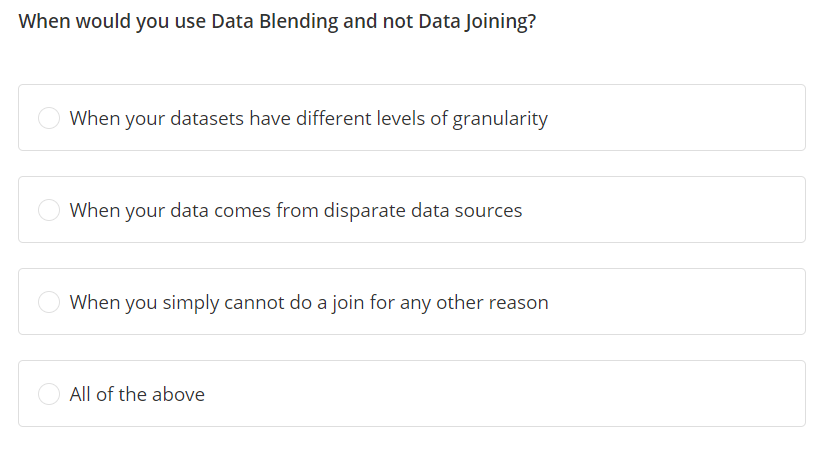 When would you use Data Blending and not Data Joining?
When your datasets have different levels of granularity
When your data comes from disparate data sources
When you simply cannot do a join for any other reason
All of the above